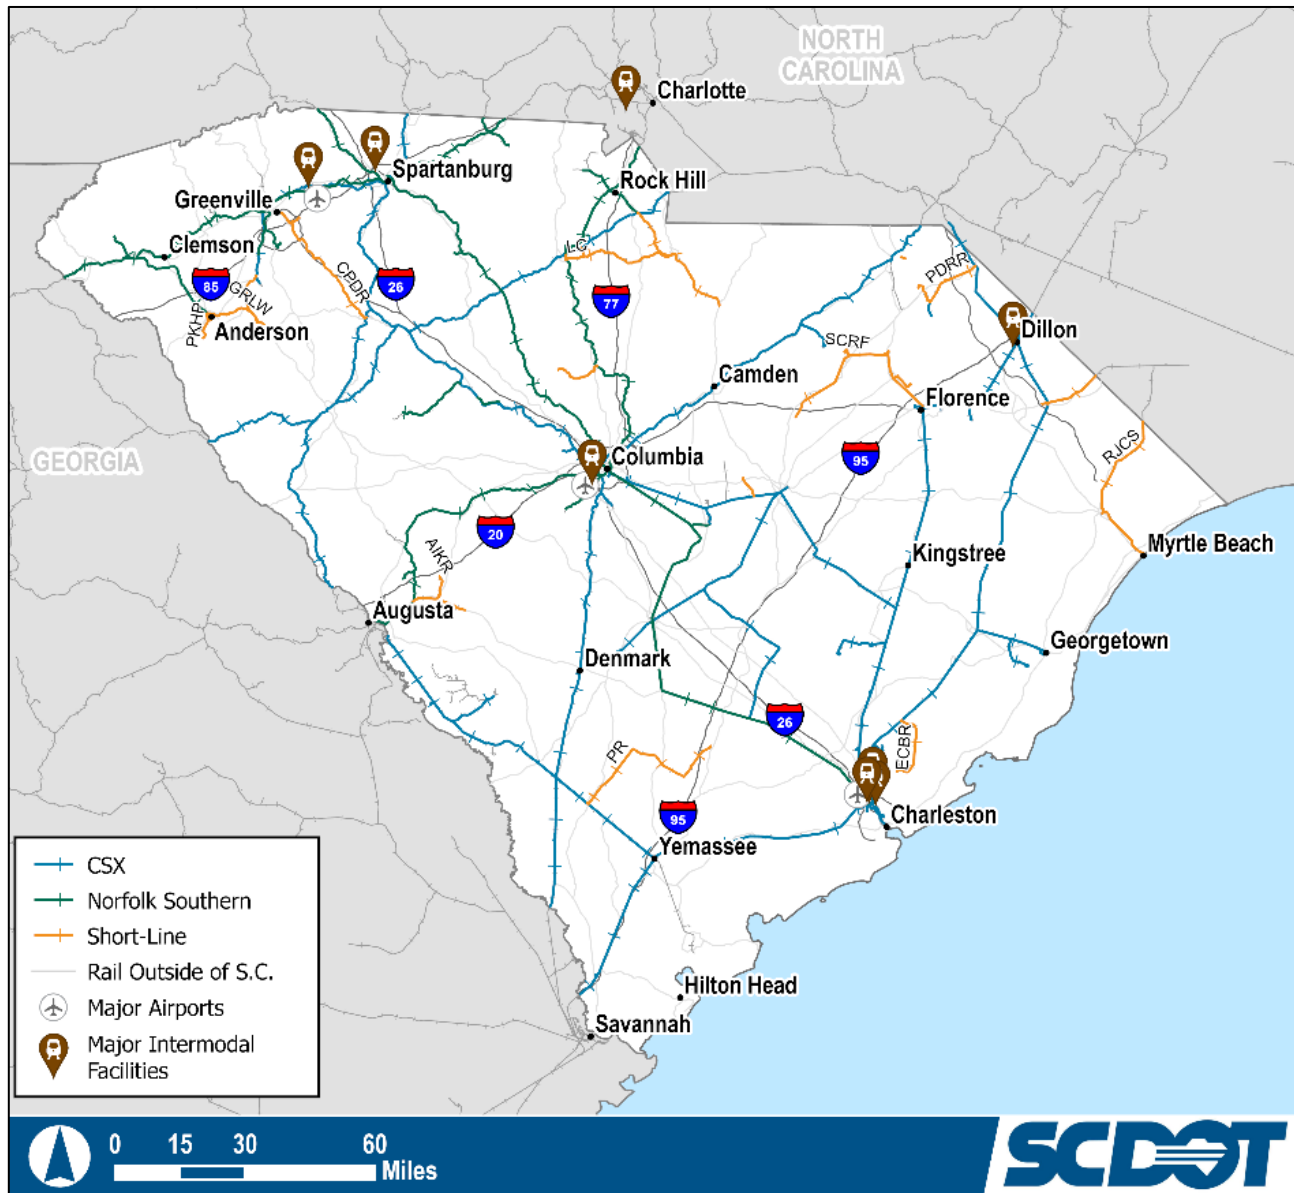 NORTH
CAROLINA
Charlotte
Spartanburg
Rock Hill
Greenville
Clemson
LC
PDRR
85
26
CPDR
77
GRLW
PKHP
Anderson
Dillon
SCRF
Camden
Florence
GEORGIA
Columbia
95
RJCS
20
AIKR
Kingstree
Myrtle Beach
Augusta
Georgetown
Denmark
26
PR
ECBR
95
Charleston
Yemassee
Hilton Head
Savannah
CSX
Norfolk Southern
Short-Line
Rail Outside of S.C.
Major Airports
Major Intermodal
Facilities
0 15 30 60
Miles
SCDOT